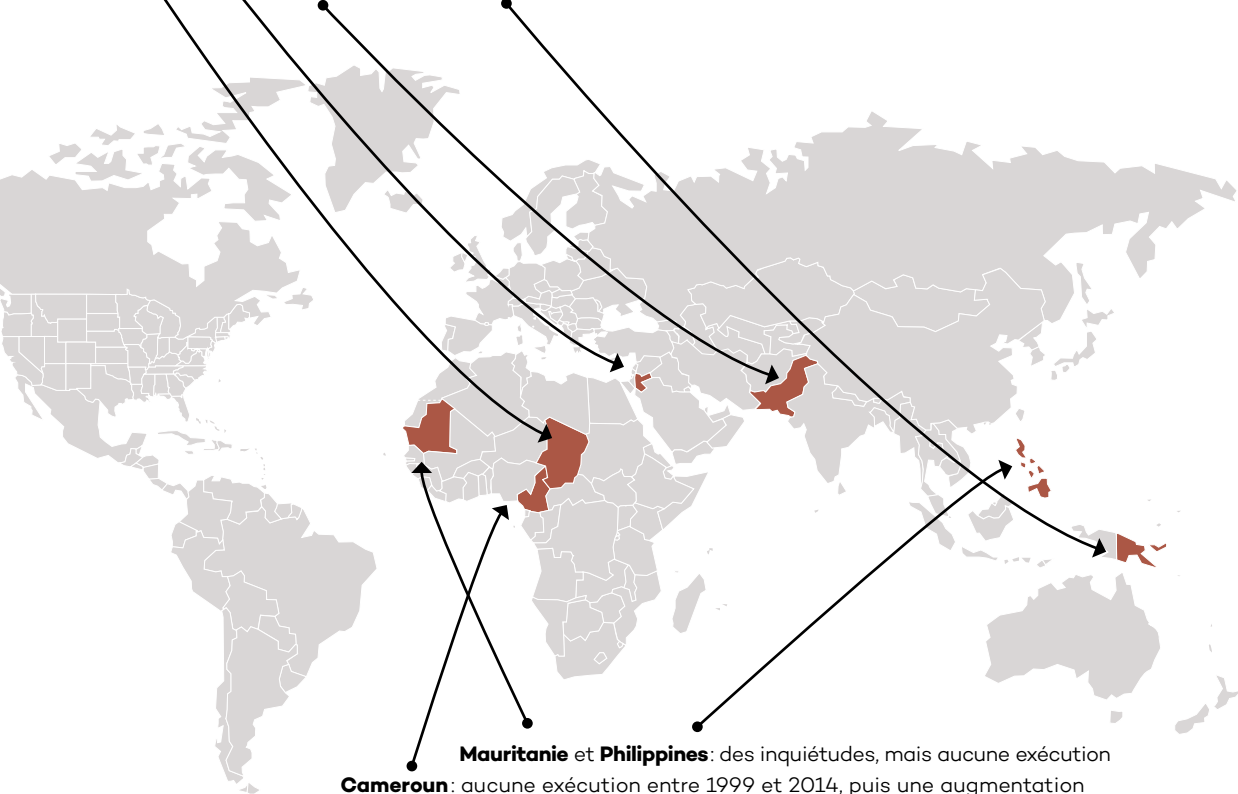 Mauritanie et Philippines: des inquiétudes, mais aucune exécution
Cameroun: aucune exécution entre 1999 et 2014, puis une augmentation